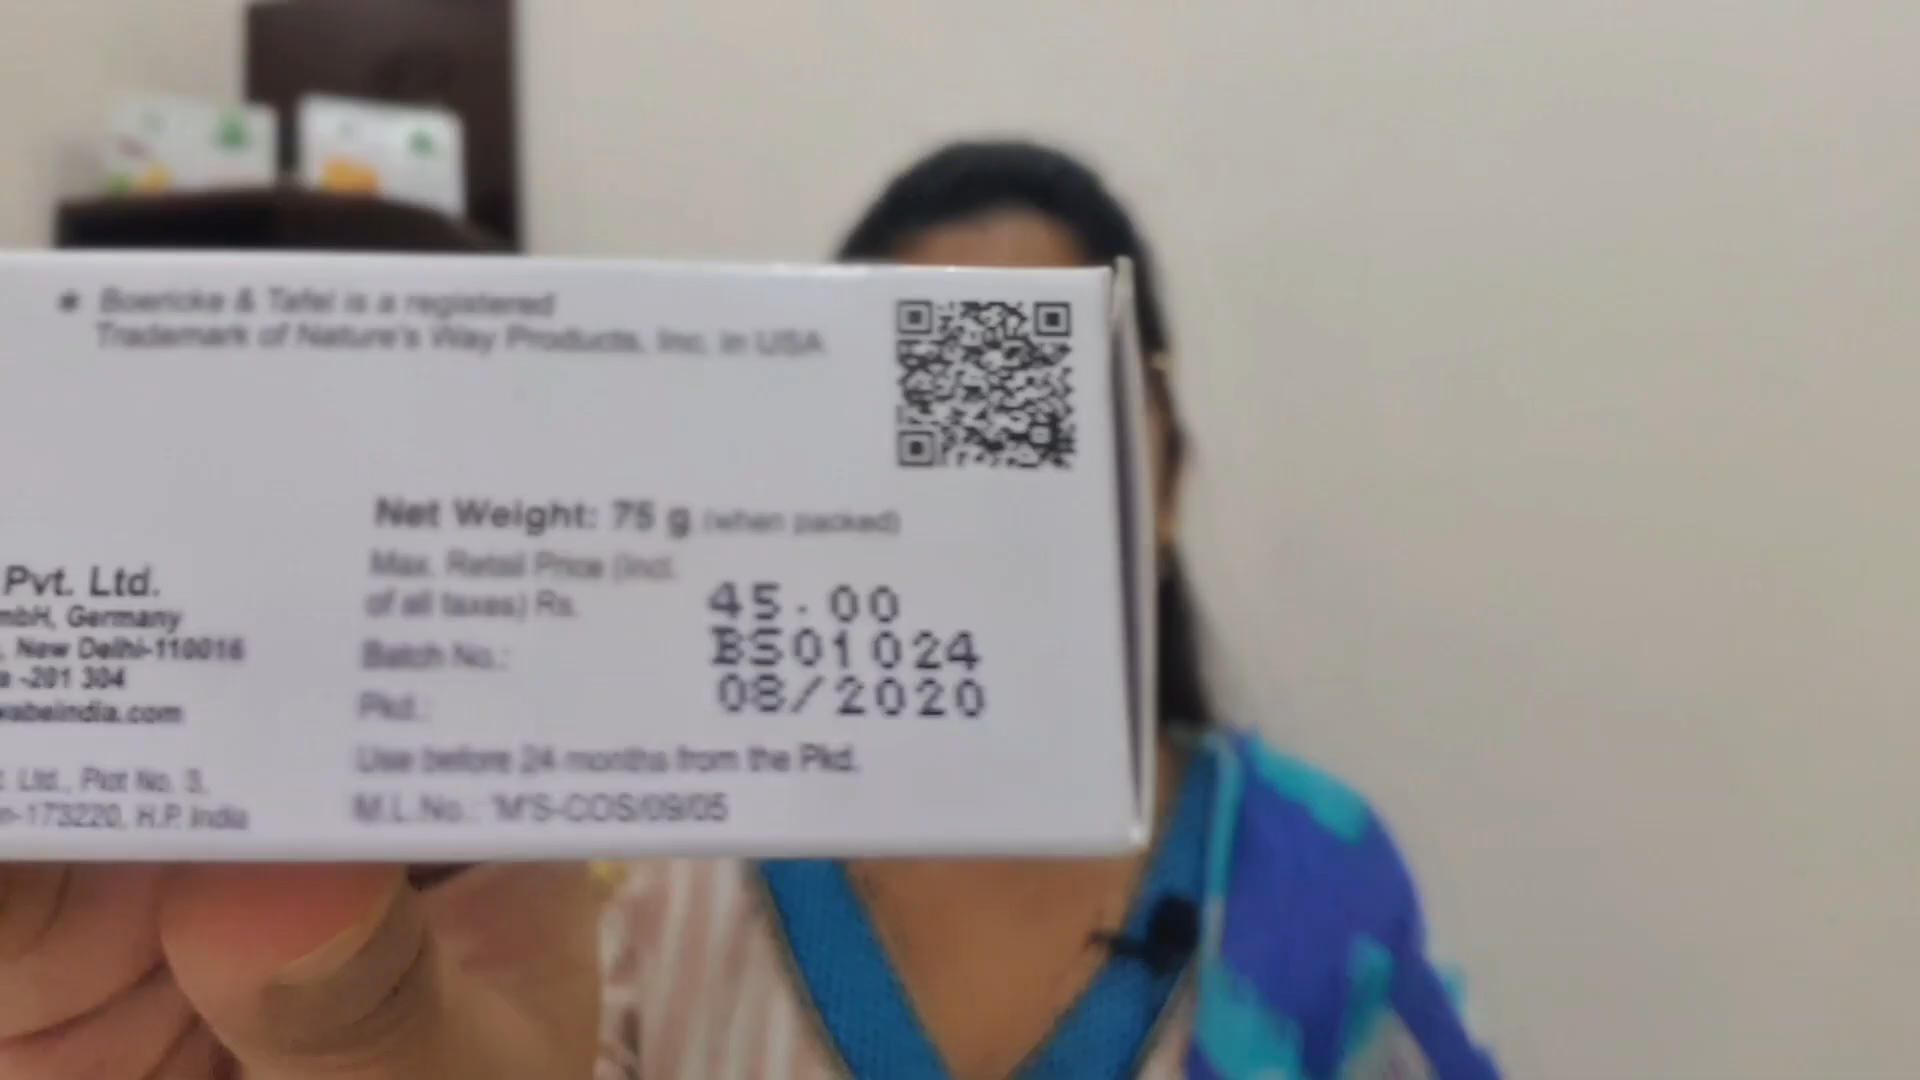 * Boericke & Tafel is a registered
Trademark of Nature's Way Products, Inc. in USA
Net Weight: 75 g (when packed)
Max. Retail Price (Incl.
of all taxes) Rs. 45.00
Batch No.: BS01024
Pkd.: 08/2020
Use before 24 months from the Pkd.
M.L.No.: 'M'S-COS/09/05
Pvt. Ltd.
mbH, Germany
, New Delhi-110016
a -201 304
wabeindia.com
t. Ltd., Plot No. 3,
n-173220, H.P. India